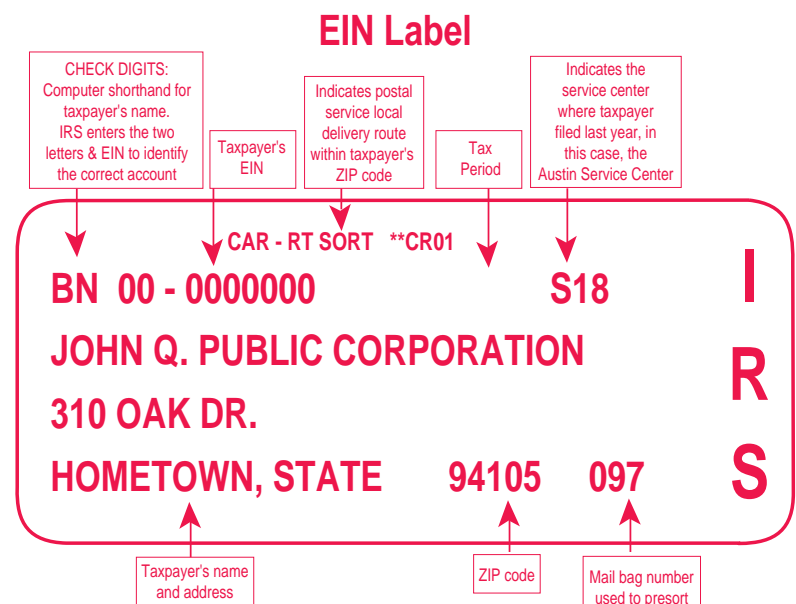 EIN Label
CHECK DIGITS:
Computer shorthand for
taxpayer's name.
IRS enters the two
letters & EIN to identify
the correct account
Taxpayer's
EIN
Indicates postal
service local
delivery route
within taxpayer's
ZIP code
Tax
Period
Indicates the
service center
where taxpayer
filed last year, in
this case, the
Austin Service Center
CAR - RT SORT **CR01
BN 00 - 0000000 S18
JOHN Q. PUBLIC CORPORATION
310 OAK DR.
HOMETOWN, STATE 94105 097
I
R
S
Taxpayer's name
and address
ZIP code
Mail bag number
used to presort